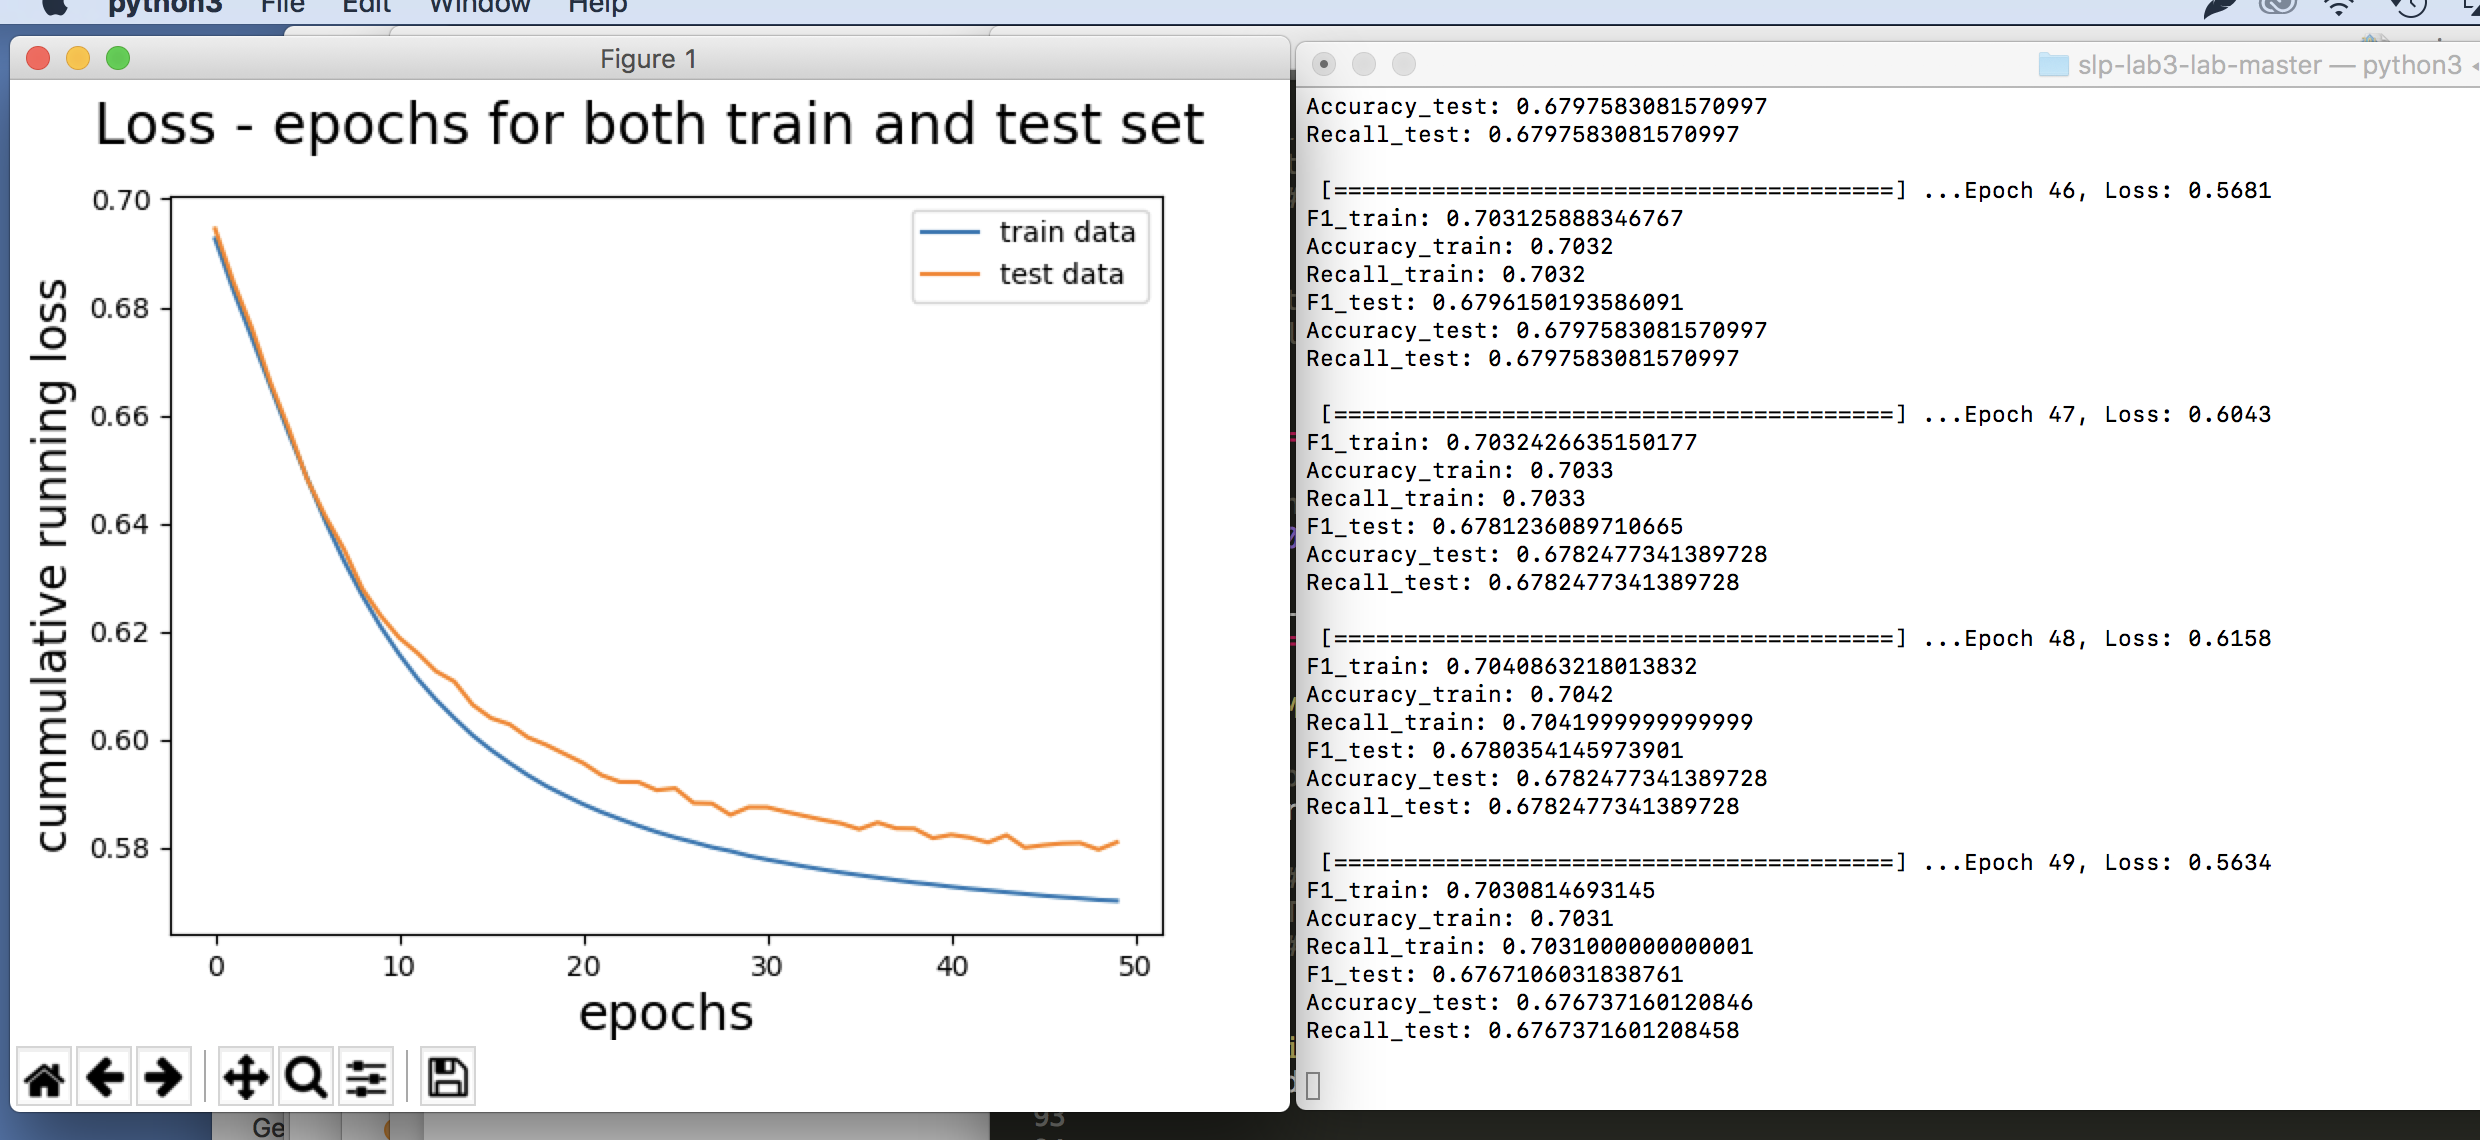 python3 File Edit Window Help
Figure 1
Loss - epochs for both train and test set
cummulative running loss
0.70
0.68
0.66
0.64
0.62
0.60
0.58
train data
test data
0 10 20 30 40 50
epochs
Ge
93
slp-lab3-lab-master — python3
Accuracy_test: 0.6797583081570997
Recall_test: 0.6797583081570997
[========================================] ...Epoch 46, Loss: 0.5681
F1_train: 0.703125888346767
Accuracy_train: 0.7032
Recall_train: 0.7032
F1_test: 0.6796150193586091
Accuracy_test: 0.6797583081570997
Recall_test: 0.6797583081570997
[========================================] ...Epoch 47, Loss: 0.6043
F1_train: 0.7032426635150177
Accuracy_train: 0.7033
Recall_train: 0.7033
F1_test: 0.6781236089710665
Accuracy_test: 0.6782477341389728
Recall_test: 0.6782477341389728
[========================================] ...Epoch 48, Loss: 0.6158
F1_train: 0.7040863218013832
Accuracy_train: 0.7042
Recall_train: 0.7041999999999999
F1_test: 0.6780354145973901
Accuracy_test: 0.6782477341389728
Recall_test: 0.6782477341389728
[========================================] ...Epoch 49, Loss: 0.5634
F1_train: 0.7030814693145
Accuracy_train: 0.7031
Recall_train: 0.7031000000000001
F1_test: 0.6767106031838761
Accuracy_test: 0.676737160120846
Recall_test: 0.6767371601208458